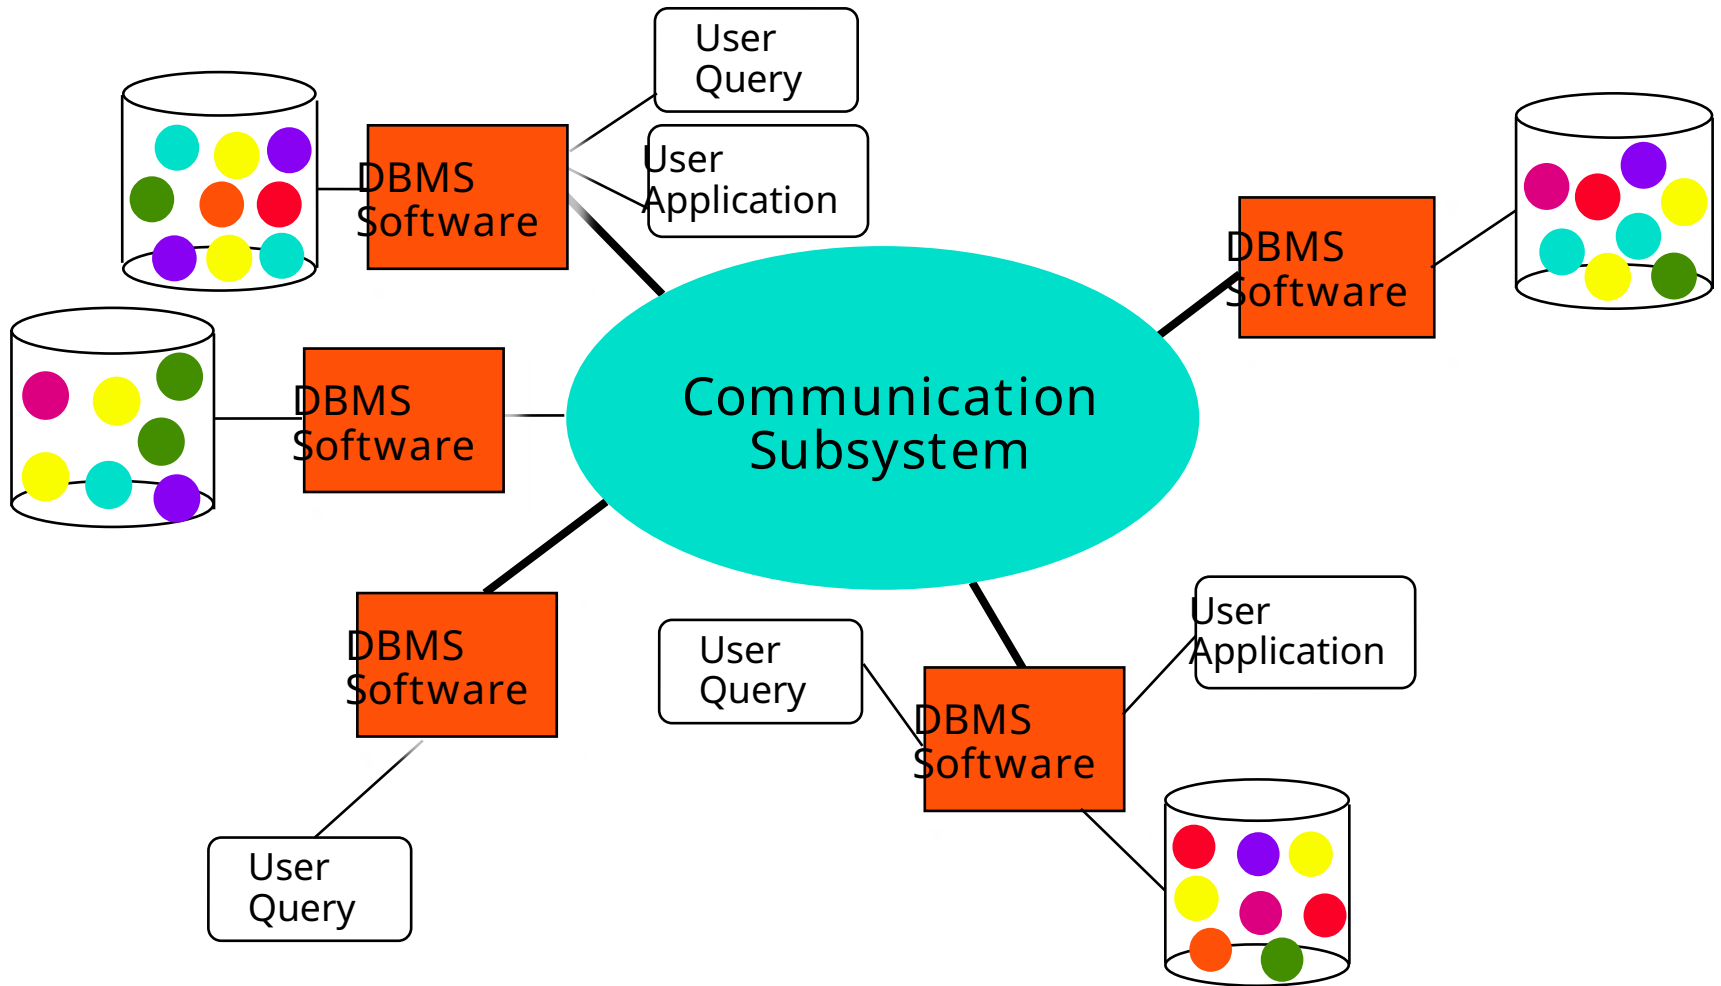 User
Query
User
Application
DBMS
Software
DBMS
Software
DBMS
Software
Communication
Subsystem
DBMS
Software
User
Query
User
Application
DBMS
Software
User
Query